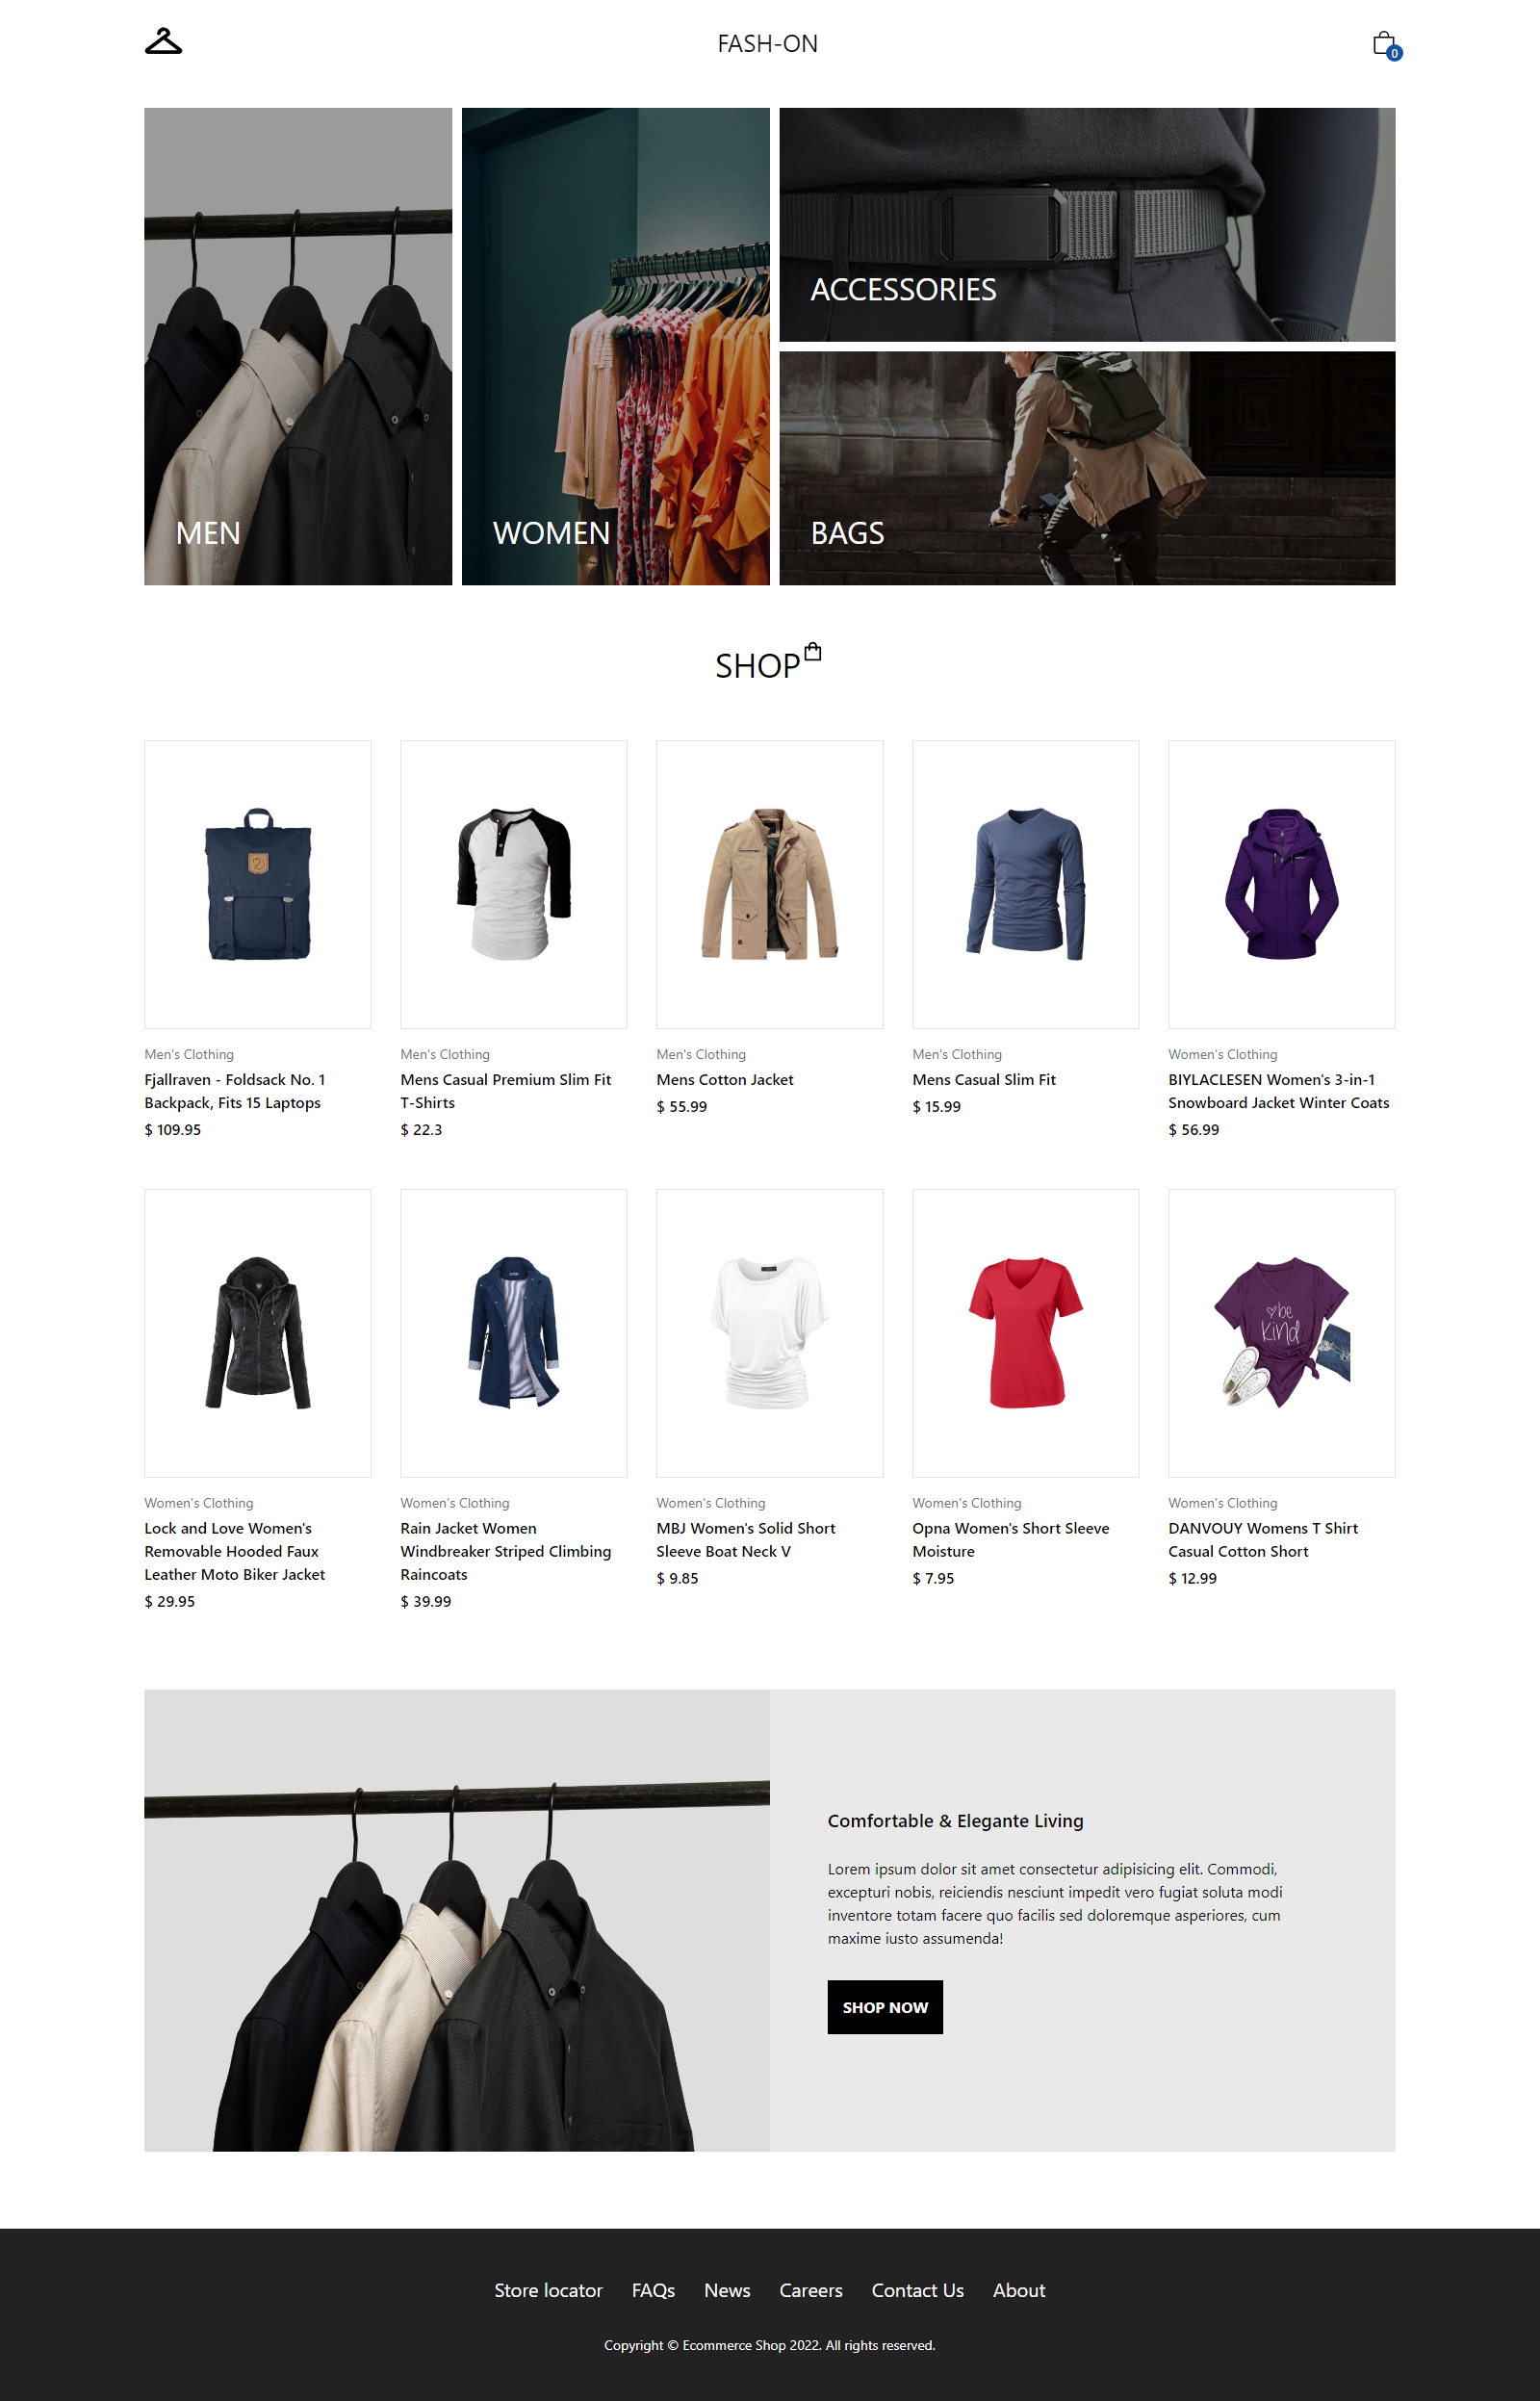 FASH-ON
0
MEN
WOMEN
ACCESSORIES
BAGS
SHOP
Men's Clothing
Fjallraven - Foldsack No. 1
Backpack, Fits 15 Laptops
$ 109.95
Men's Clothing
Mens Casual Premium Slim Fit
T-Shirts
$ 22.3
Men's Clothing
Mens Cotton Jacket
$ 55.99
Men's Clothing
Mens Casual Slim Fit
$ 15.99
Women's Clothing
BIYLACLESEN Women's 3-in-1
Snowboard Jacket Winter Coats
$ 56.99
be
kind
Women's Clothing
Lock and Love Women's
Removable Hooded Faux
Leather Moto Biker Jacket
$ 29.95
Women's Clothing
Rain Jacket Women
Windbreaker Striped Climbing
Raincoats
$ 39.99
Women's Clothing
MBJ Women's Solid Short
Sleeve Boat Neck V
$ 9.85
Women's Clothing
Opna Women's Short Sleeve
Moisture
$ 7.95
Women's Clothing
DANVOUY Womens T Shirt
Casual Cotton Short
$ 12.99
Comfortable & Elegante Living
Lorem ipsum dolor sit amet consectetur adipisicing elit. Commodi,
excepturi nobis, reiciendis nesciunt impedit vero fugiat soluta modi
inventore totam facere quo facilis sed doloremque asperiores, cum
maxime iusto assumenda!
SHOP NOW
Store locator FAQs News Careers Contact Us About
Copyright © Ecommerce Shop 2022. All rights reserved.